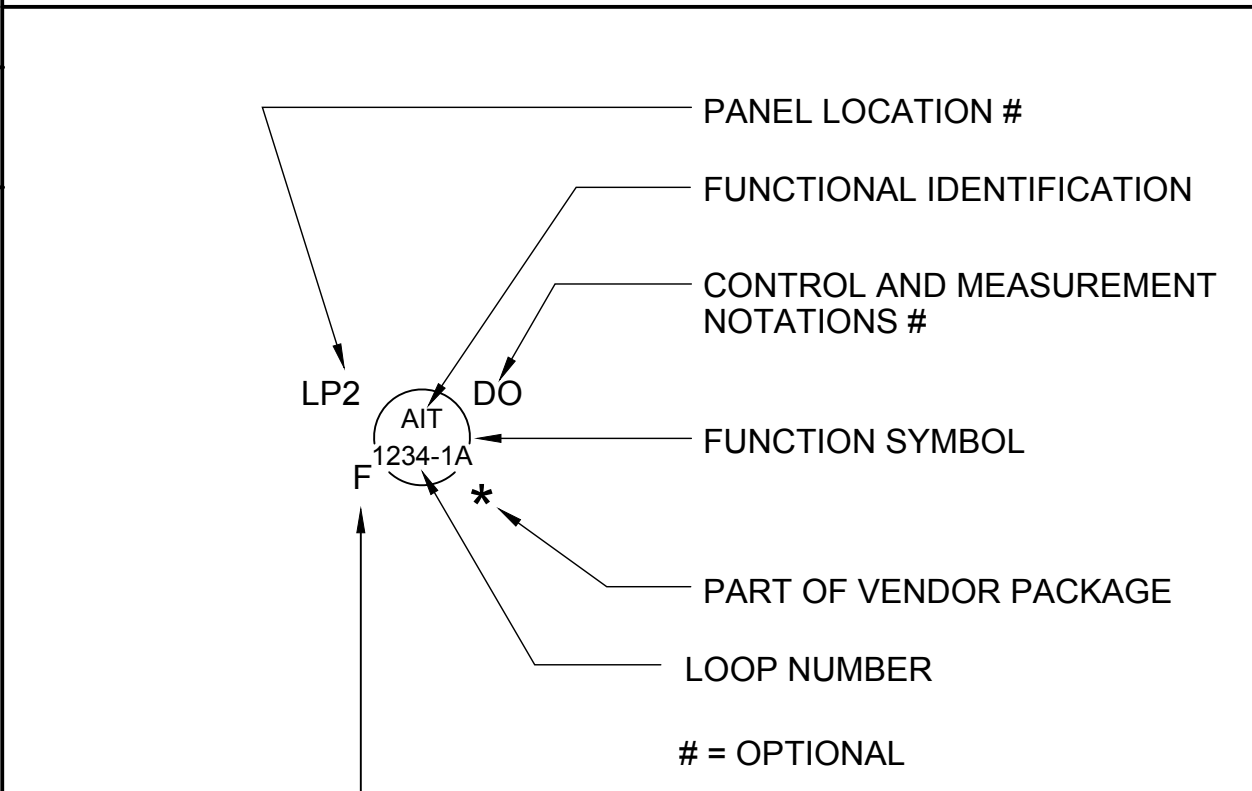 PANEL LOCATION #
FUNCTIONAL IDENTIFICATION
CONTROL AND MEASUREMENT
NOTATIONS #
LP2
DO
AIT
FUNCTION SYMBOL
1234-1A
F
*
PART OF VENDOR PACKAGE
LOOP NUMBER
# = OPTIONAL